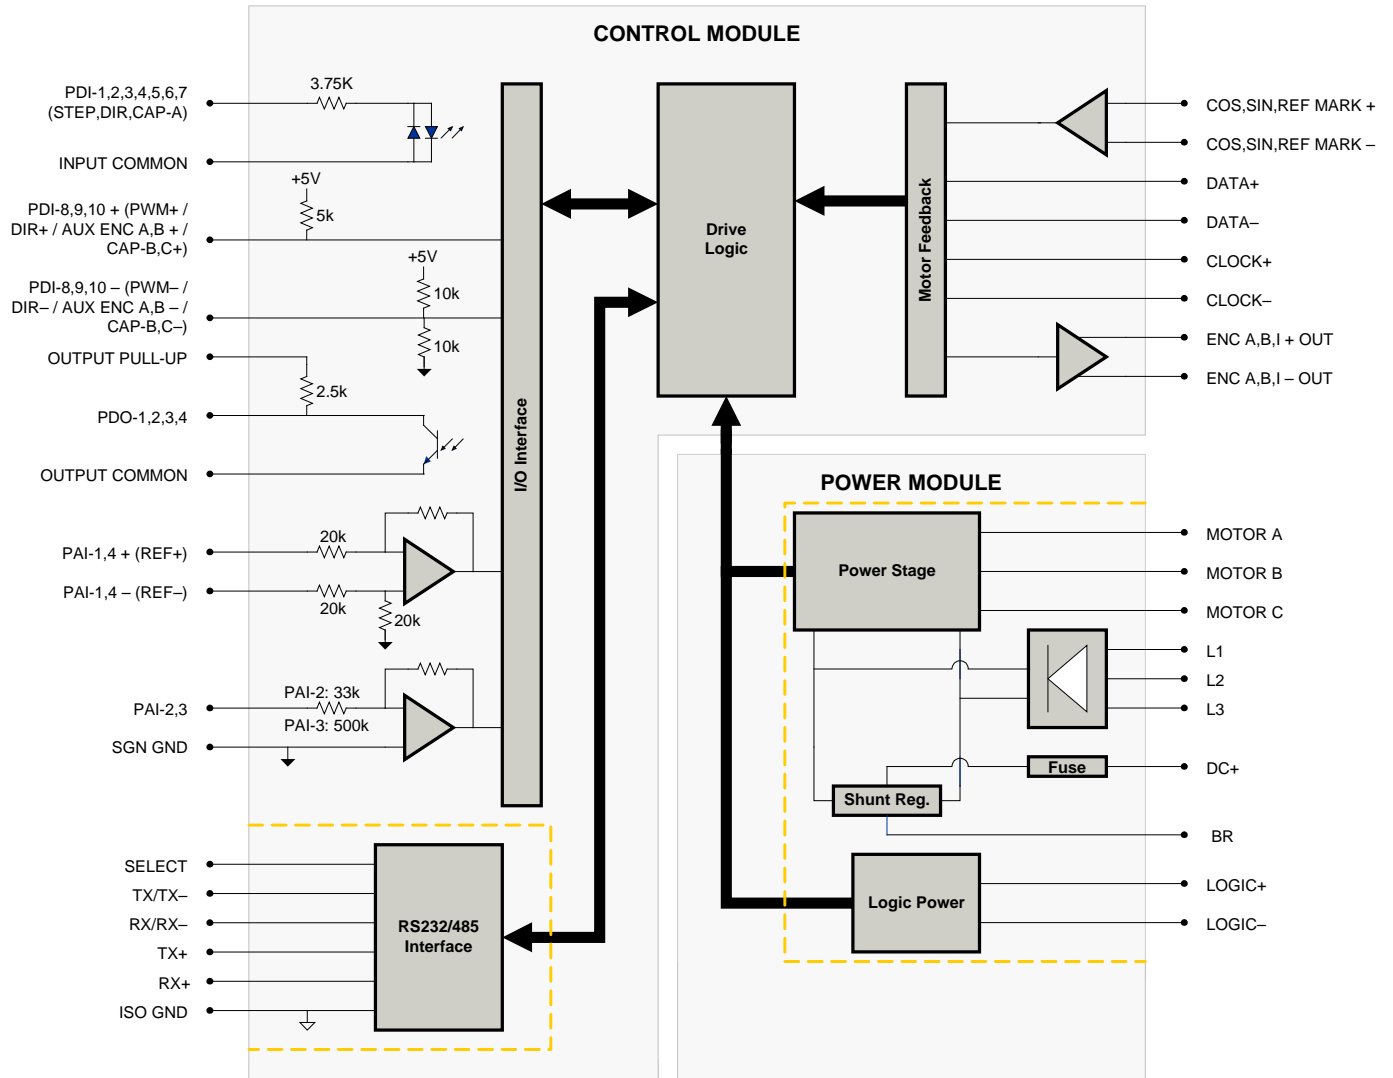 CONTROL MODULE
PDI-1,2,3,4,5,6,7
(STEP,DIR,CAP-A)
3.75K
INPUT COMMON
+5V
5k
PDI-8,9,10 + (PWM+ /
DIR+ / AUX ENC A,B + /
CAP-B,C+)
+5V
10k
PDI-8,9,10 – (PWM– /
DIR– / AUX ENC A,B – /
CAP-B,C–)
10k
OUTPUT PULL-UP
2.5k
PDO-1,2,3,4
OUTPUT COMMON
20k
PAI-1,4 + (REF+)
PAI-1,4 – (REF–)
20k
20k
PAI-2: 33k
PAI-2,3
PAI-3: 500k
SGN GND
I/O Interface
Drive
Logic
Motor Feedback
COS,SIN,REF MARK +
COS,SIN,REF MARK –
DATA+
DATA–
CLOCK+
CLOCK–
ENC A,B,I + OUT
ENC A,B,I – OUT
SELECT
TX/TX–
RX/RX–
TX+
RX+
ISO GND
RS232/485
Interface
POWER MODULE
Power Stage
MOTOR A
MOTOR B
MOTOR C
L1
L2
L3
Fuse
DC+
Shunt Reg.
BR
Logic Power
LOGIC+
LOGIC–